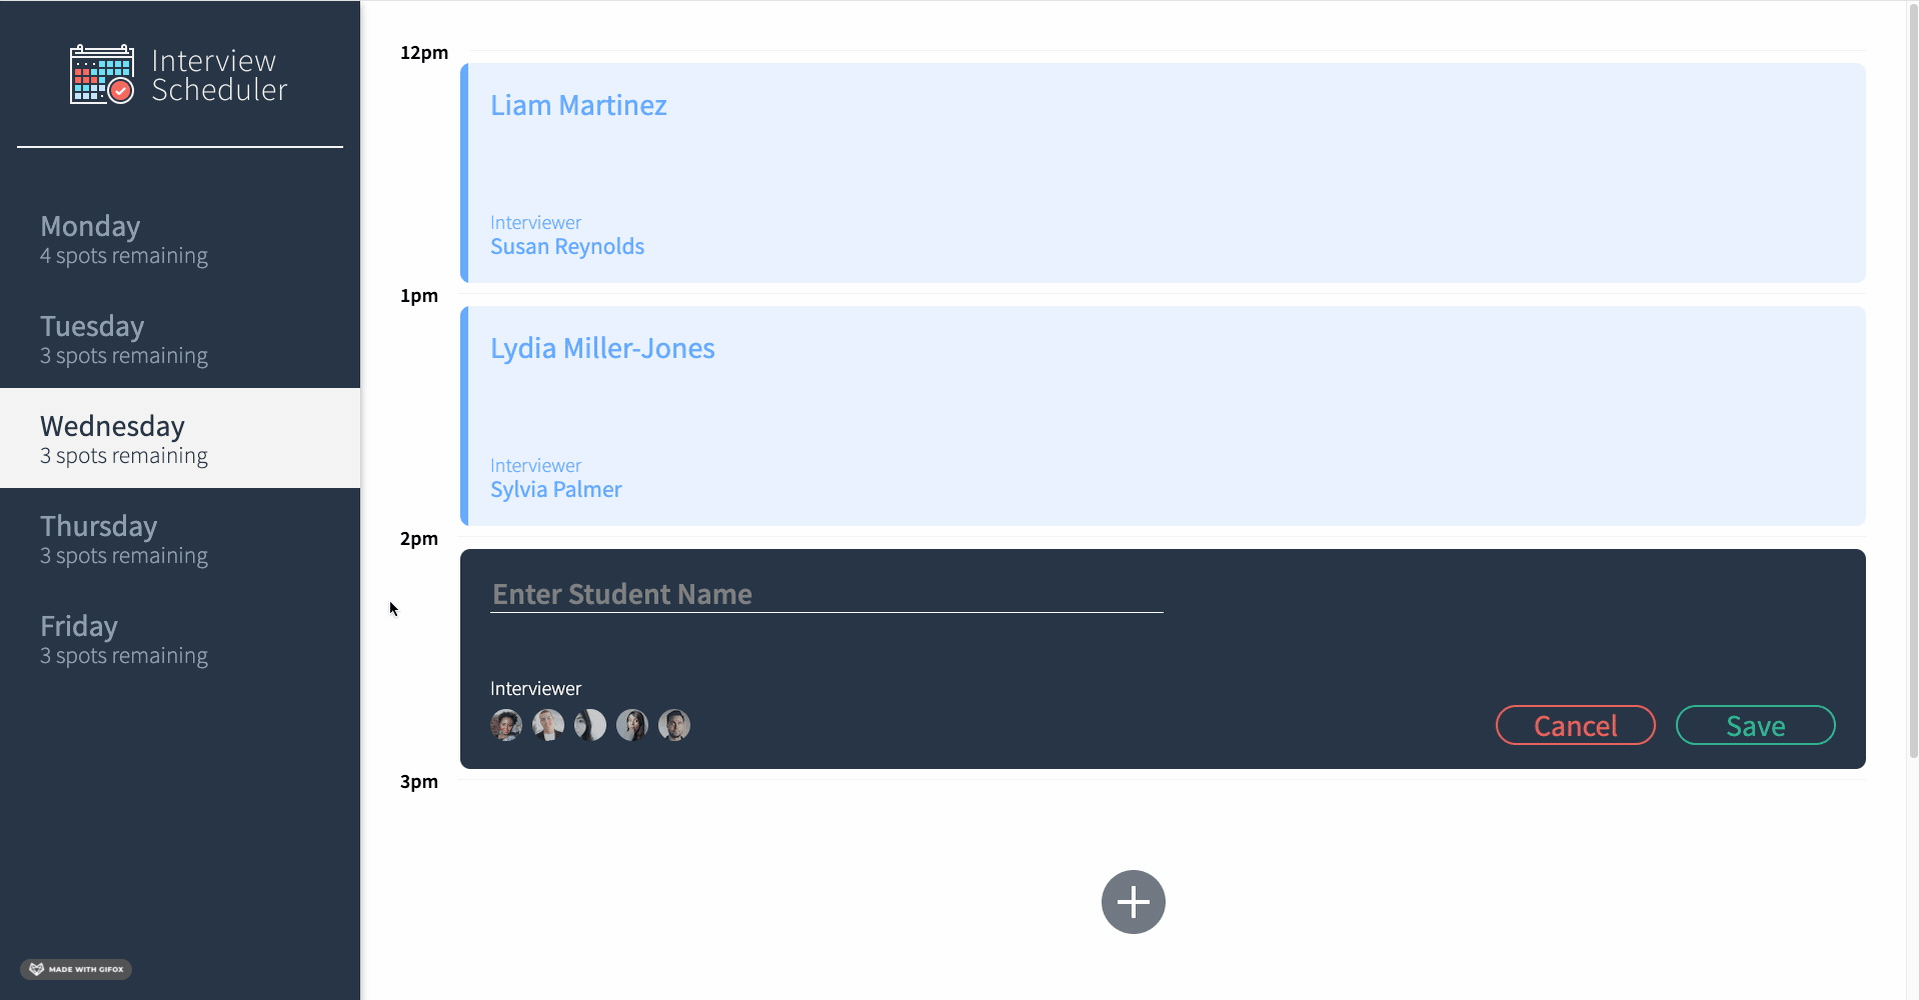 Interview
Scheduler
Monday
4 spots remaining
Tuesday
3 spots remaining
Wednesday
3 spots remaining
Thursday
3 spots remaining
Friday
3 spots remaining
MADE WITH GIFOX
12pm
Liam Martinez
Interviewer
Susan Reynolds
1pm
Lydia Miller-Jones
Interviewer
Sylvia Palmer
2pm
Enter Student Name
Interviewer
Cancel
Save
3pm